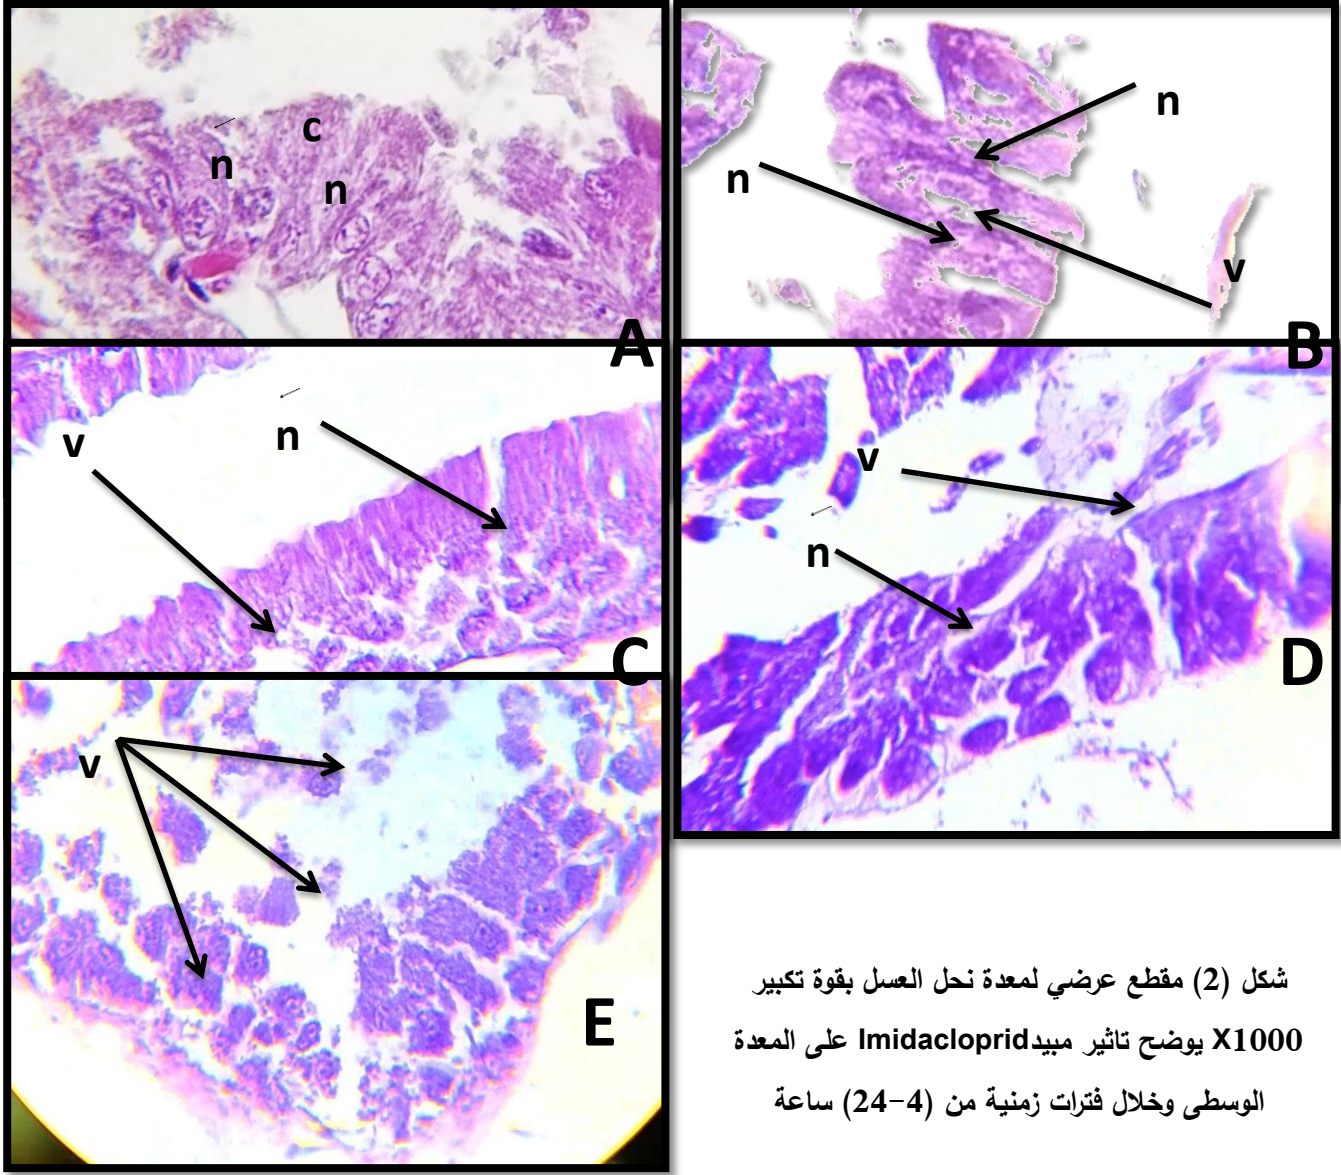 c
n
n
A
n
n
v
B
v
n
C
v
n
D
v
E
شكل (2) مقطع عرضي لمعدة نحل العسل بقوة تكبير
X1000 يوضح تاثير مبيدImidacloprid على المعدة
الوسطى وخلال فترات زمنية من (4-24) ساعة